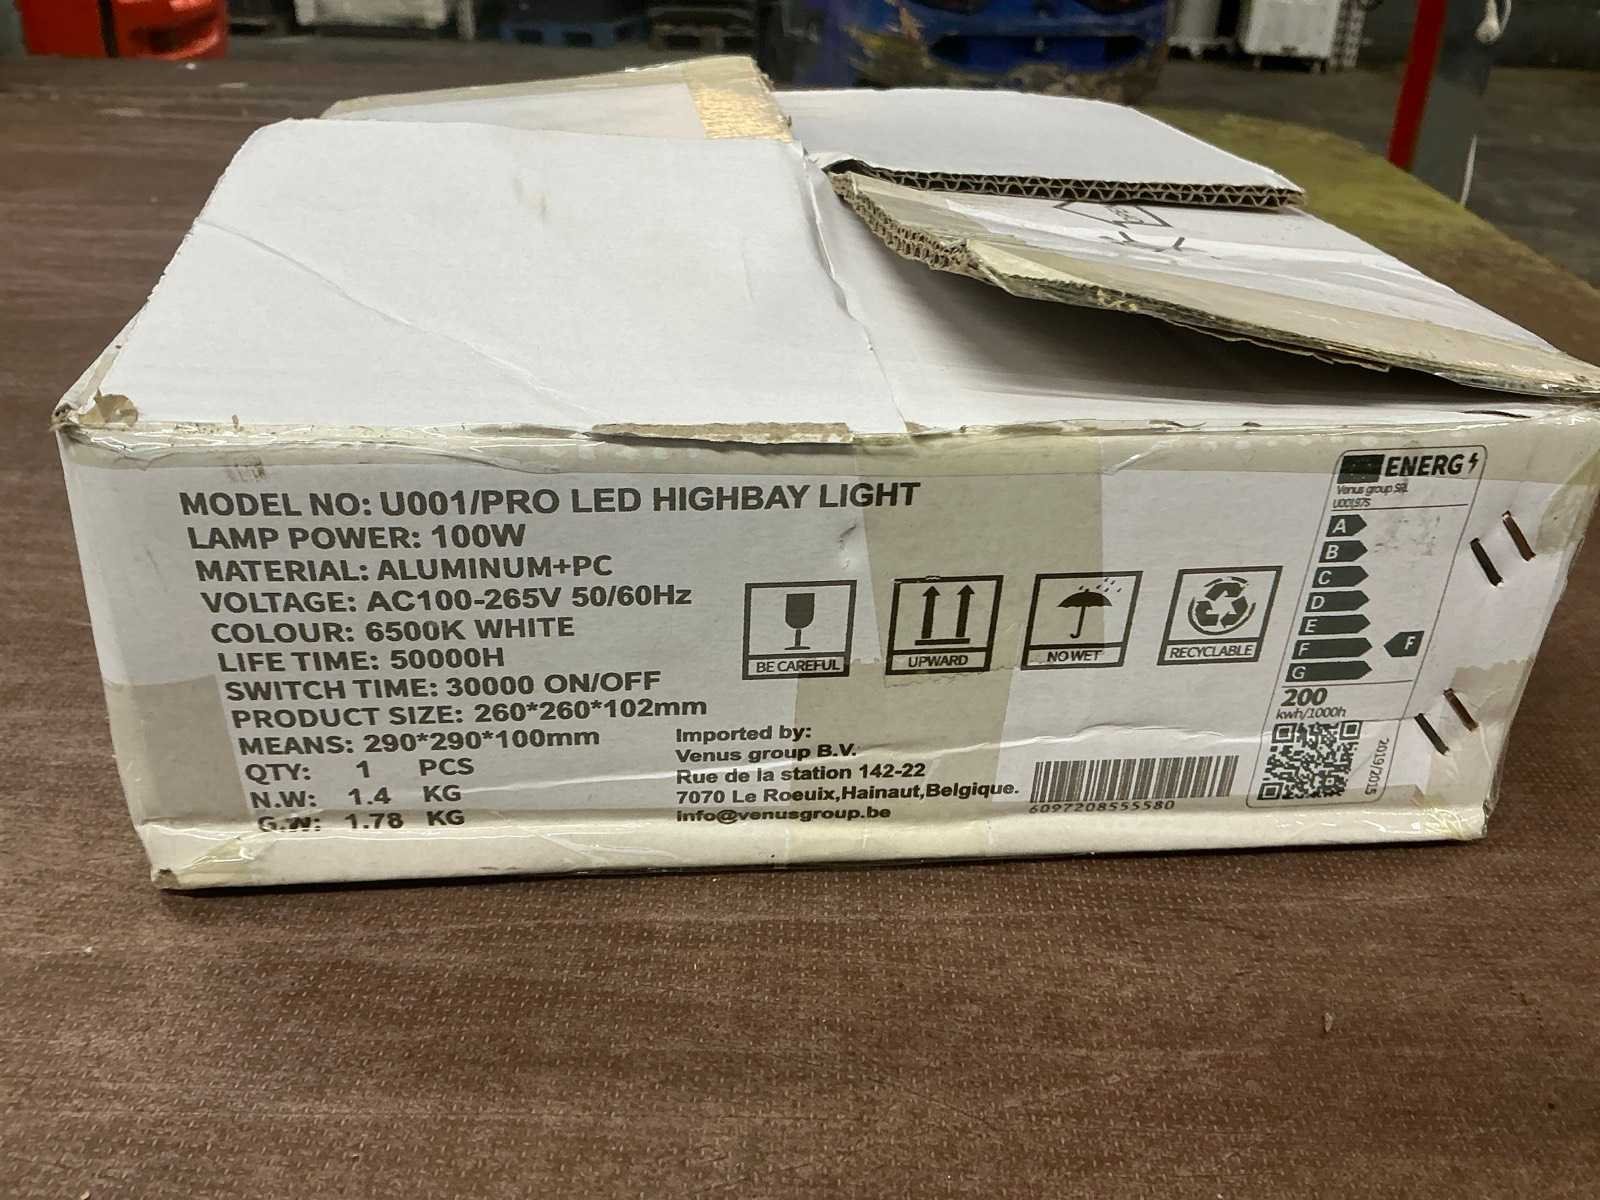 MODEL NO: U001/PRO LED HIGHBAY LIGHT
LAMP POWER: 100W
MATERIAL: ALUMINUM+PC
VOLTAGE: AC100-265V 50/60Hz
COLOUR: 6500K WHITE
LIFE TIME: 50000H
SWITCH TIME: 30000 ON/OFF
PRODUCT SIZE: 260*260*102mm
MEANS: 290*290*100mm
QTY: 1 PCS
N.W: 1.4 KG
G.W: 1.78 KG
BE CAREFUL
UPWARD
NO WET
RECYCLABLE
Imported by:
Venus group B.V.
Rue de la station 142-22
7070 Le Roeuix,Hainaut,Belgique.
info@venusgroup.be
6097208555580
ENERG
Venus group SRL
U00197S
A
B
C
D
E
F
F
G
200
kwh/1000h
2019/2015